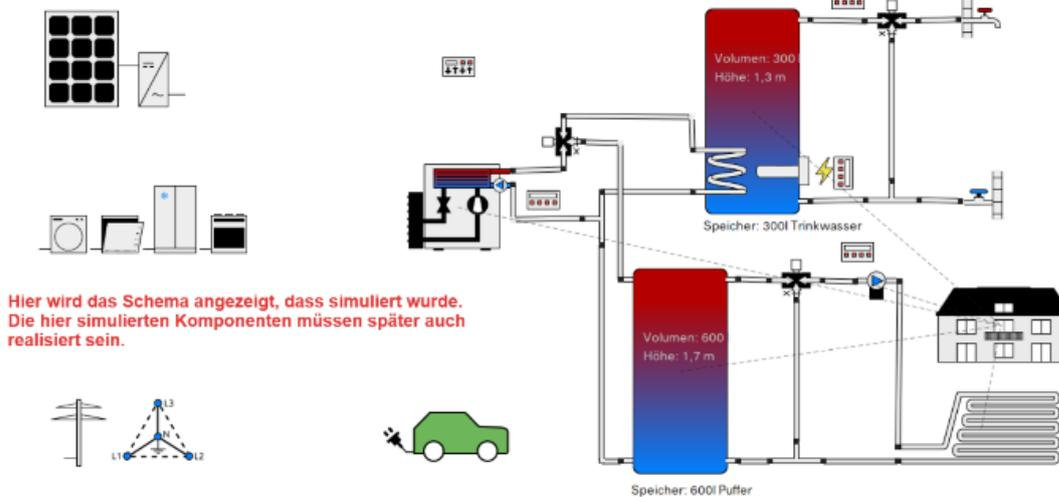 Volumen: 300 l
Höhe: 1,3 m
x
Speicher: 300l Trinkwasser
x
Hier wird das Schema angezeigt, dass simuliert wurde.
Die hier simulierten Komponenten müssen später auch
realisiert sein.
Volumen: 600
Höhe: 1,7 m
L3
N
L1
L2
Speicher: 600l Puffer